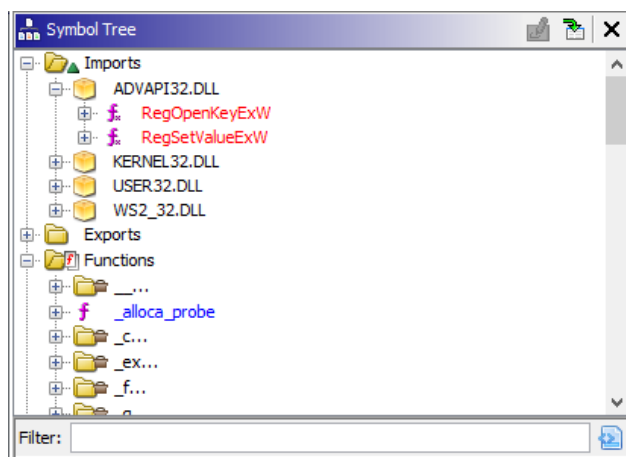 Symbol Tree
Imports
ADVAPI32.DLL
RegOpenKeyExW
RegSetValueExW
KERNEL32.DLL
USER32.DLL
WS2_32.DLL
Exports
Functions
__...
_alloca_probe
_c...
_ex...
_f...
Filter: